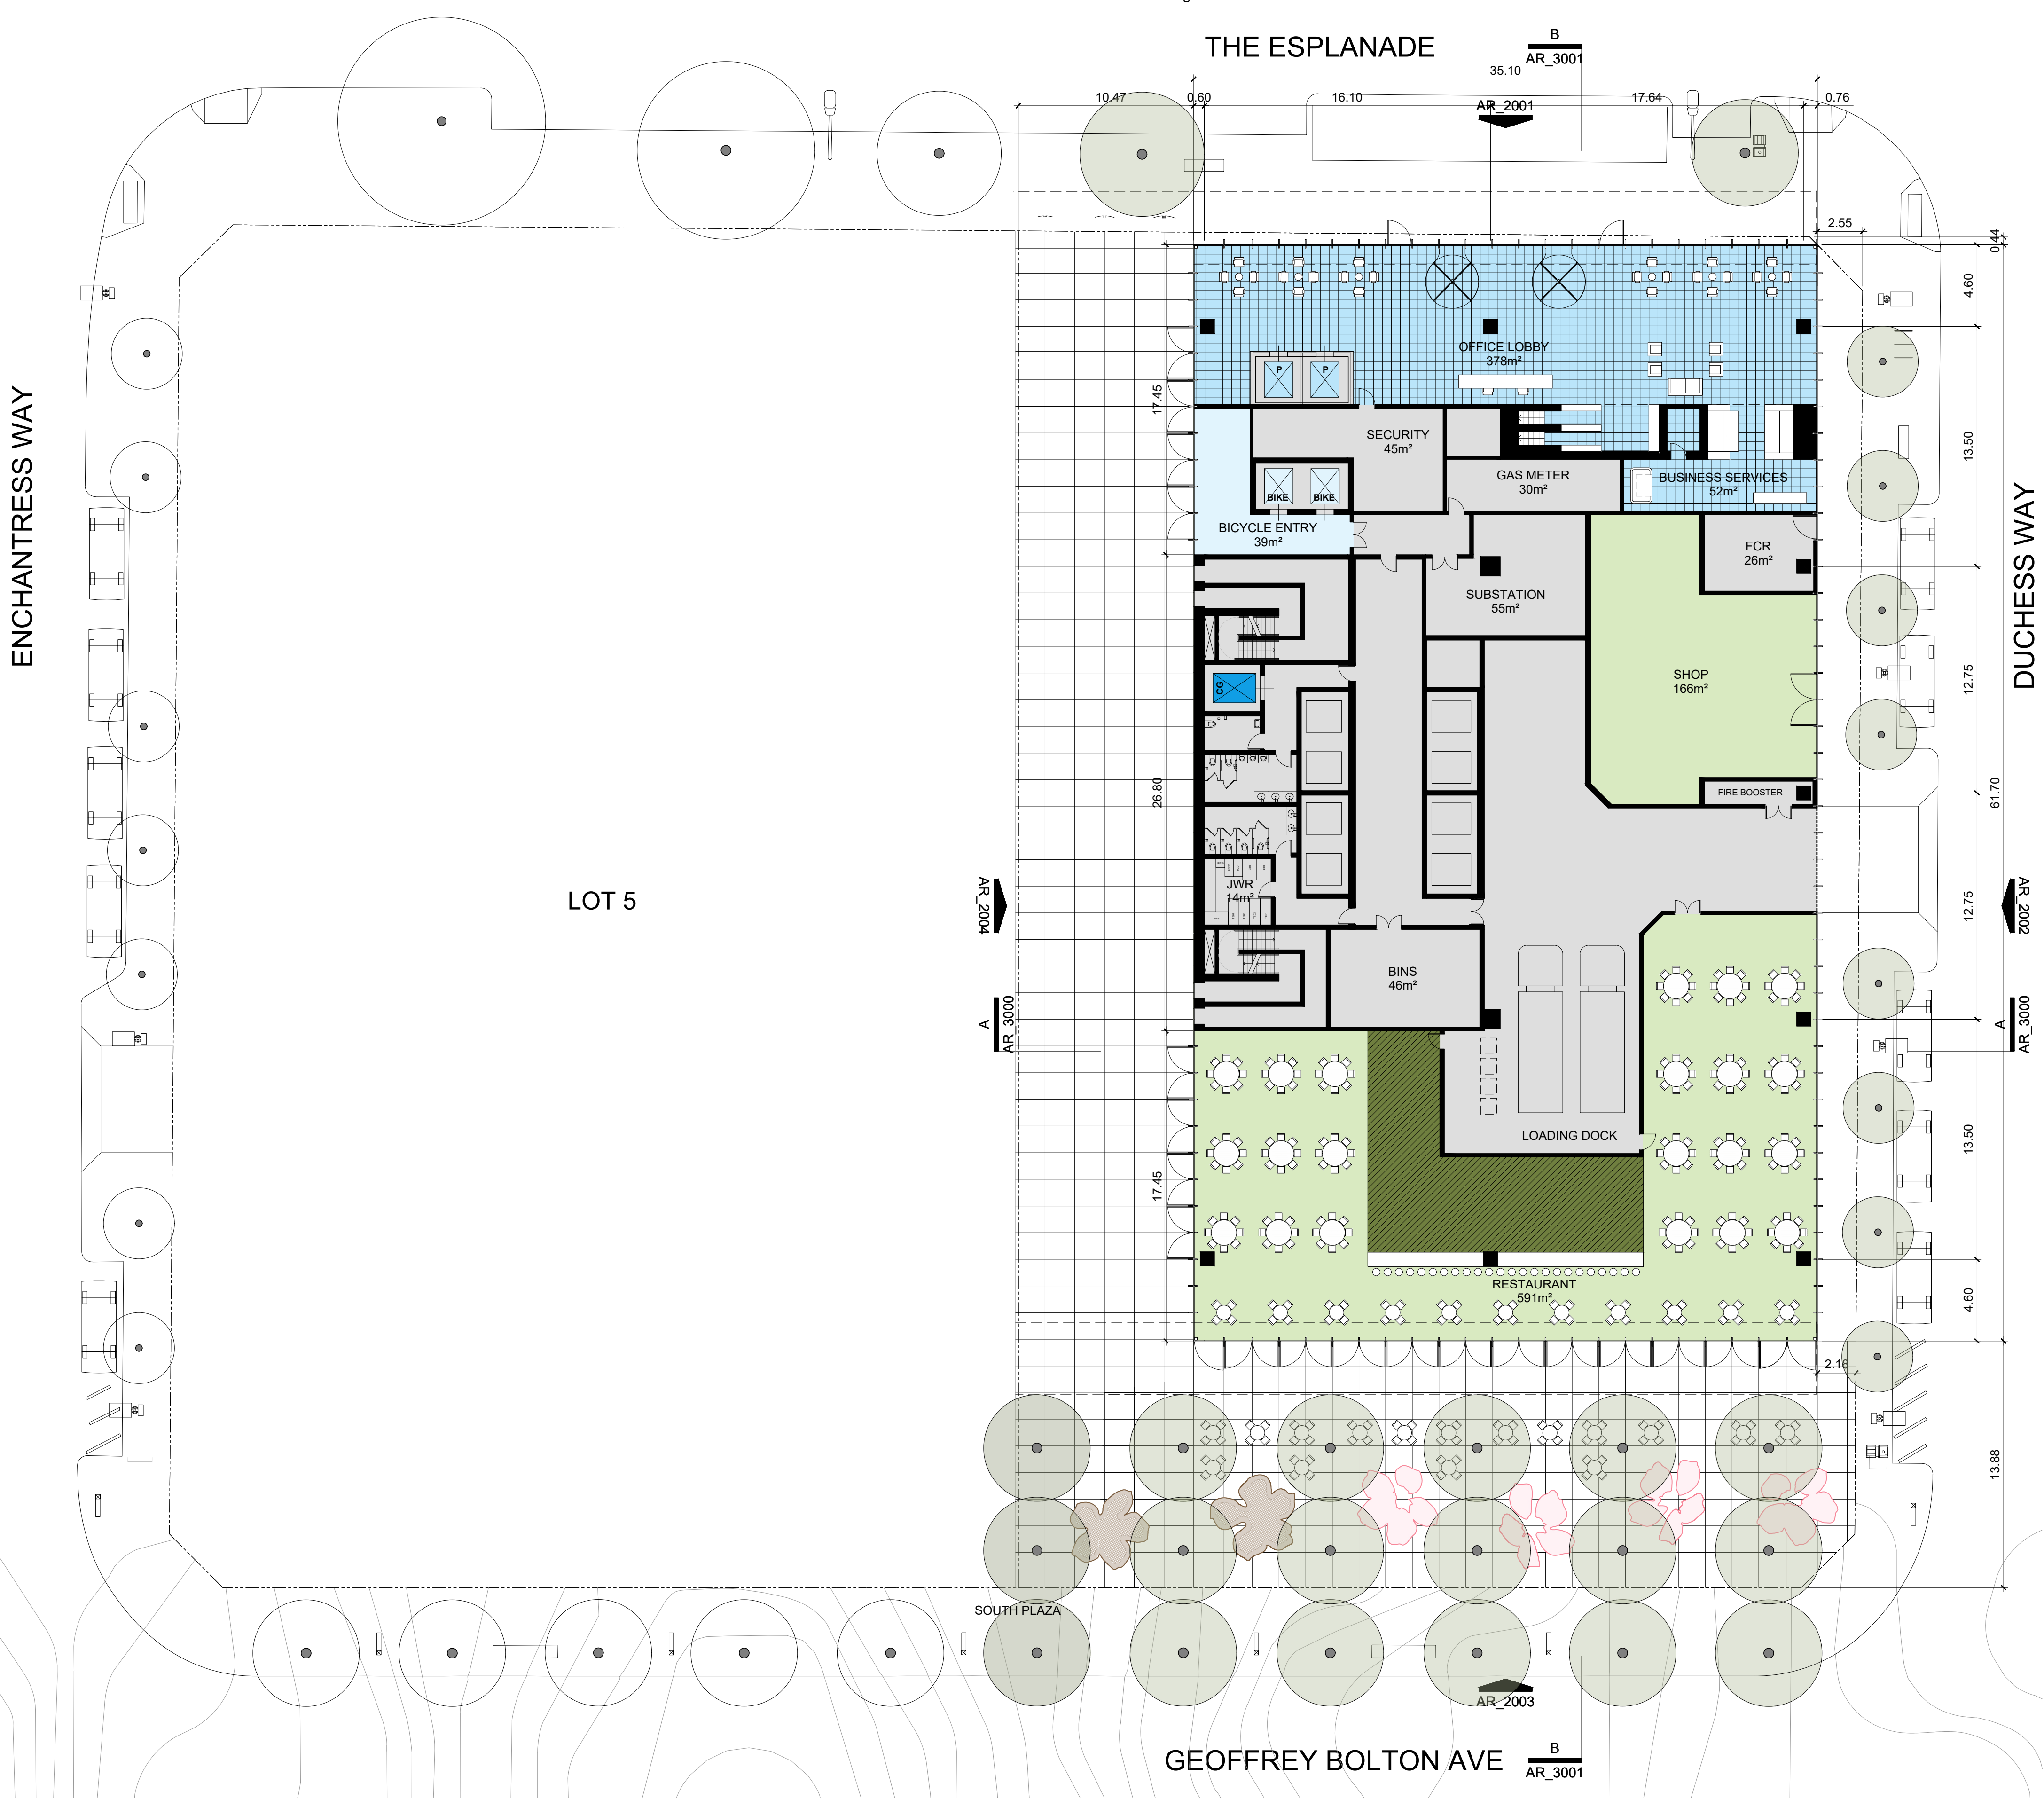 THE ESPLANADE
B
AR_3001
35.10
10.47
0.60
16.10
17.64
0.76
AR_2001
2.55
0.44
4.60
OFFICE LOBBY
378m²
P
P
17.45
13.50
ENCHANTRESS WAY
DUCHESS WAY
SECURITY
45m²
GAS METER
30m²
BUSINESS SERVICES
52m²
BIKE
BIKE
BICYCLE ENTRY
39m²
FCR
26m²
SUBSTATION
55m²
SHOP
166m²
12.75
CG
26.80
FIRE BOOSTER
61.70
LOT 5
JWR
14m²
AR_2004
12.75
AR_2002
BINS
46m²
A
AR_3000
A
AR_3000
LOADING DOCK
13.50
17.45
RESTAURANT
591m²
4.60
2.18
13.88
SOUTH PLAZA
AR_2003
GEOFFREY BOLTON AVE
B
AR_3001